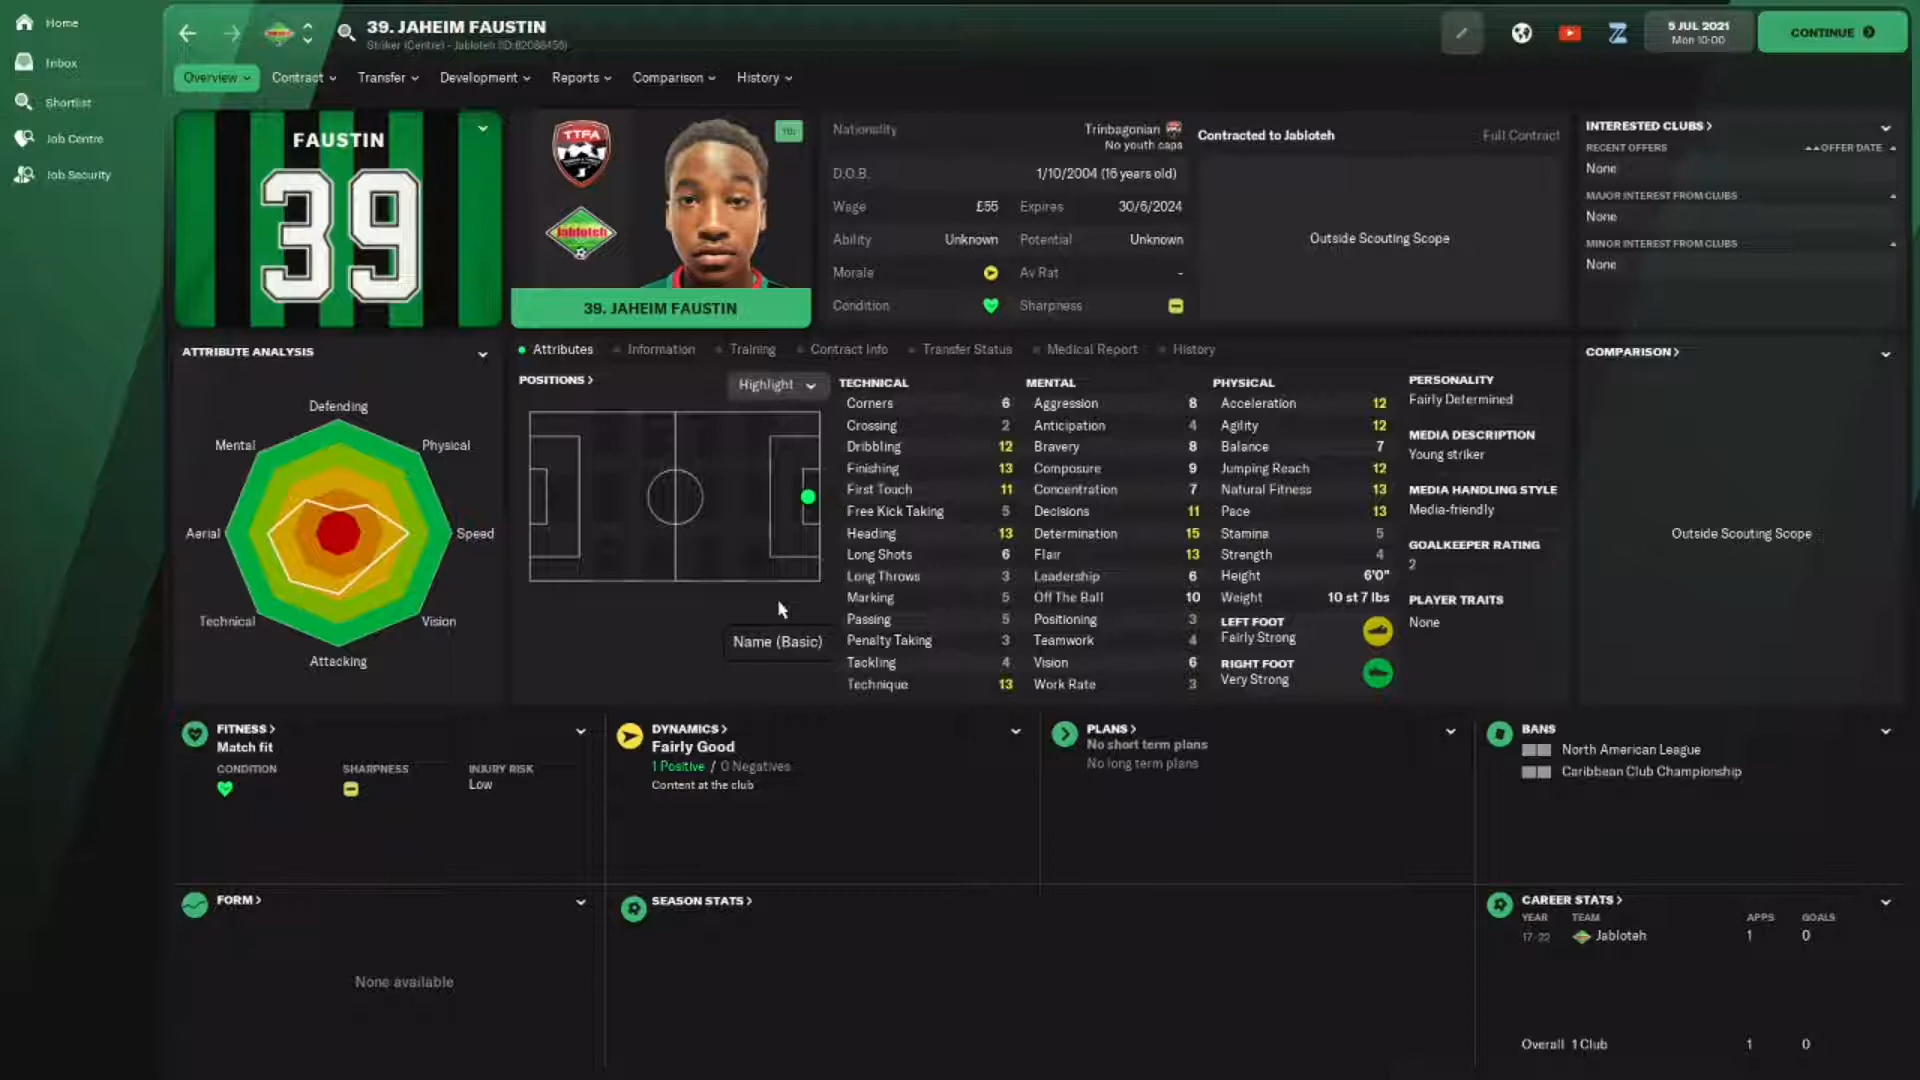 Home
Inbox
Shortlist
Job Centre
Job Security
39. JAHEIM FAUSTIN
Striker (Centre) - Jabloteh (ID:82088456)
5 JUL 2021
Mon 10:00
CONTINUE
Overview
Contract
Transfer
Development
Reports
Comparison
History
FAUSTIN
39
TTFA
Jabloteh
39. JAHEIM FAUSTIN
Nationality
Trinbagonian
No youth caps
D.O.B.
1/10/2004 (16 years old)
Wage £55 Expires 30/6/2024
Ability Unknown Potential Unknown
Morale Av Rat -
Condition Sharpness
Contracted to Jabloteh Full Contract
Outside Scouting Scope
INTERESTED CLUBS >
RECENT OFFERS OFFER DATE
None
MAJOR INTEREST FROM CLUBS
None
MINOR INTEREST FROM CLUBS
None
ATTRIBUTE ANALYSIS
Defending
Mental Physical
Aerial Speed
Technical Vision
Attacking
Attributes Information Training Contract Info Transfer Status Medical Report History
POSITIONS >
Highlight
Name (Basic)
TECHNICAL
Corners 6
Crossing 2
Dribbling 12
Finishing 13
First Touch 11
Free Kick Taking 5
Heading 13
Long Shots 6
Long Throws 3
Marking 5
Passing 5
Penalty Taking 3
Tackling 4
Technique 13
MENTAL
Aggression 8
Anticipation 4
Bravery 8
Composure 9
Concentration 7
Decisions 11
Determination 15
Flair 13
Leadership 6
Off The Ball 10
Positioning 3
Teamwork 4
Vision 6
Work Rate 3
PHYSICAL
Acceleration 12
Agility 12
Balance 7
Jumping Reach 12
Natural Fitness 13
Pace 13
Stamina 5
Strength 4
Height 6'0"
Weight 10 st 7 lbs
LEFT FOOT
Fairly Strong
RIGHT FOOT
Very Strong
PERSONALITY
Fairly Determined
MEDIA DESCRIPTION
Young striker
MEDIA HANDLING STYLE
Media-friendly
GOALKEEPER RATING
2
PLAYER TRAITS
None
COMPARISON >
Outside Scouting Scope
FITNESS >
Match fit
CONDITION SHARPNESS INJURY RISK
Low
DYNAMICS >
Fairly Good
1 Positive / 0 Negatives
Content at the club
PLANS >
No short term plans
No long term plans
BANS
North American League
Caribbean Club Championship
FORM >
None available
SEASON STATS >
CAREER STATS >
YEAR TEAM APPS GOALS
17-22 Jabloteh 1 0
Overall 1 Club 1 0